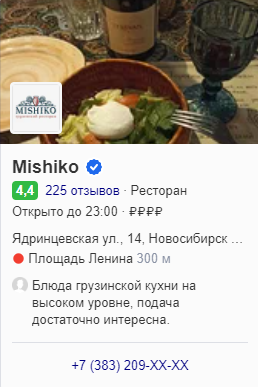 MISHIKO
Mishiko
4,4 225 отзывов · Ресторан
Открыто до 23:00 · ₽₽₽₽
Ядринцевская ул., 14, Новосибирск ...
Площадь Ленина 300 м
Блюда грузинской кухни на
высоком уровне, подача
достаточно интересна.
+7 (383) 209-XX-XX